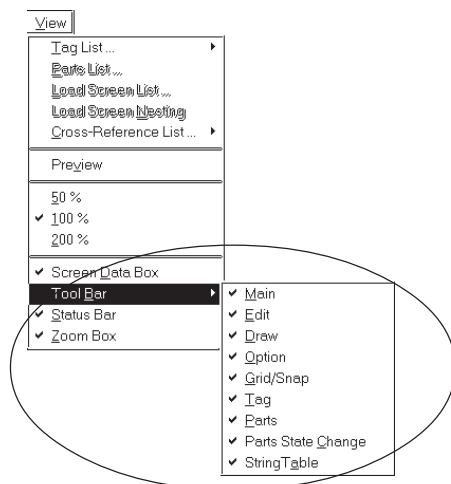 View
Tag List ...
Parts List ...
Load Screen List ...
Load Screen Nesting
Cross-Reference List ...
Preview
50 %
100 %
200 %
Screen Data Box
Tool Bar
Status Bar
Zoom Box
Main
Edit
Draw
Option
Grid/Snap
Tag
Parts
Parts State Change
StringTable